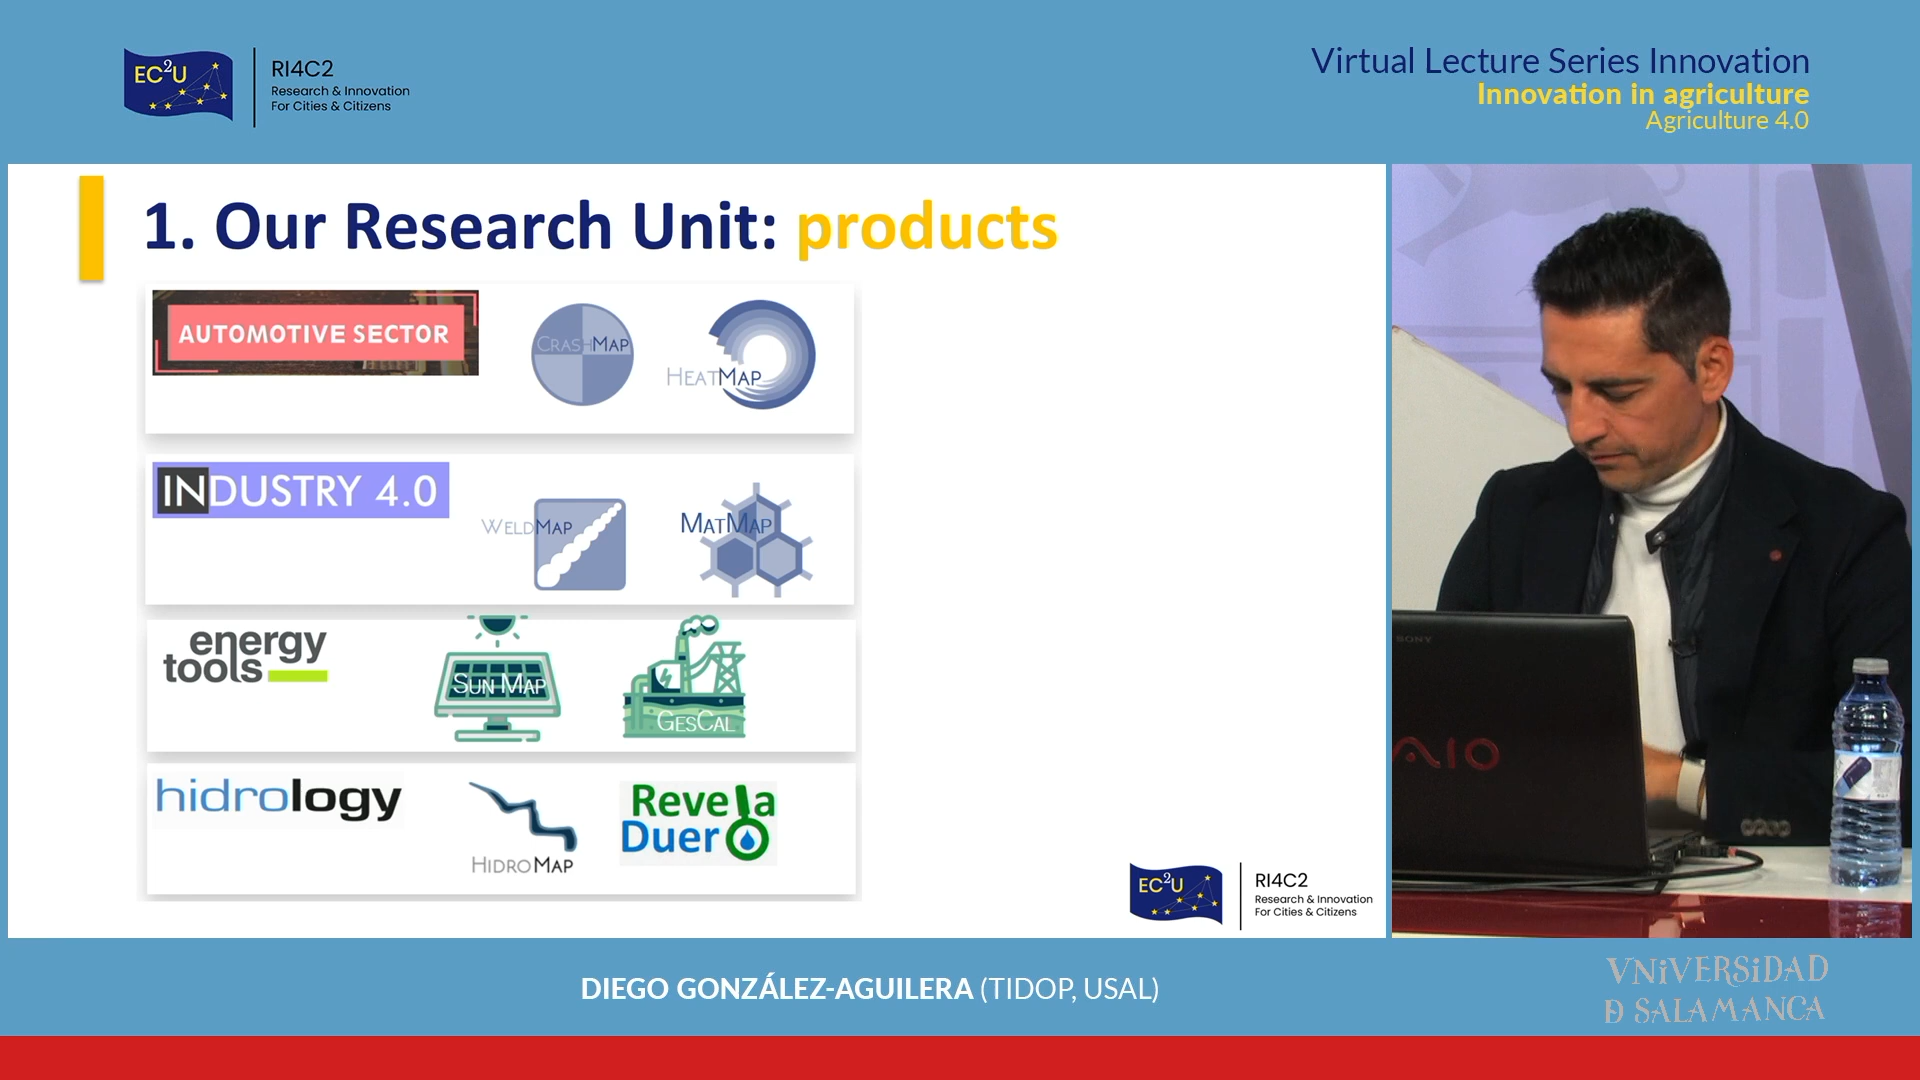 EC²U
RI4C2
Research & Innovation
For Cities & Citizens
Virtual Lecture Series Innovation
Innovation in agriculture
Agriculture 4.0
1. Our Research Unit: products
AUTOMOTIVE SECTOR
CRASHMAP
HEATMAP
INDUSTRY 4.0
WELDMAP
MATMAP
energy
tools
SUN MAP
GESCAL
hidrology
HIDROMAP
Revela
Duero
EC²U
RI4C2
Research & Innovation
For Cities & Citizens
SONY
AIO
DIEGO GONZÁLEZ-AGUILERA (TIDOP, USAL)
VNiVERSiDAD
Ð SALAMANCA